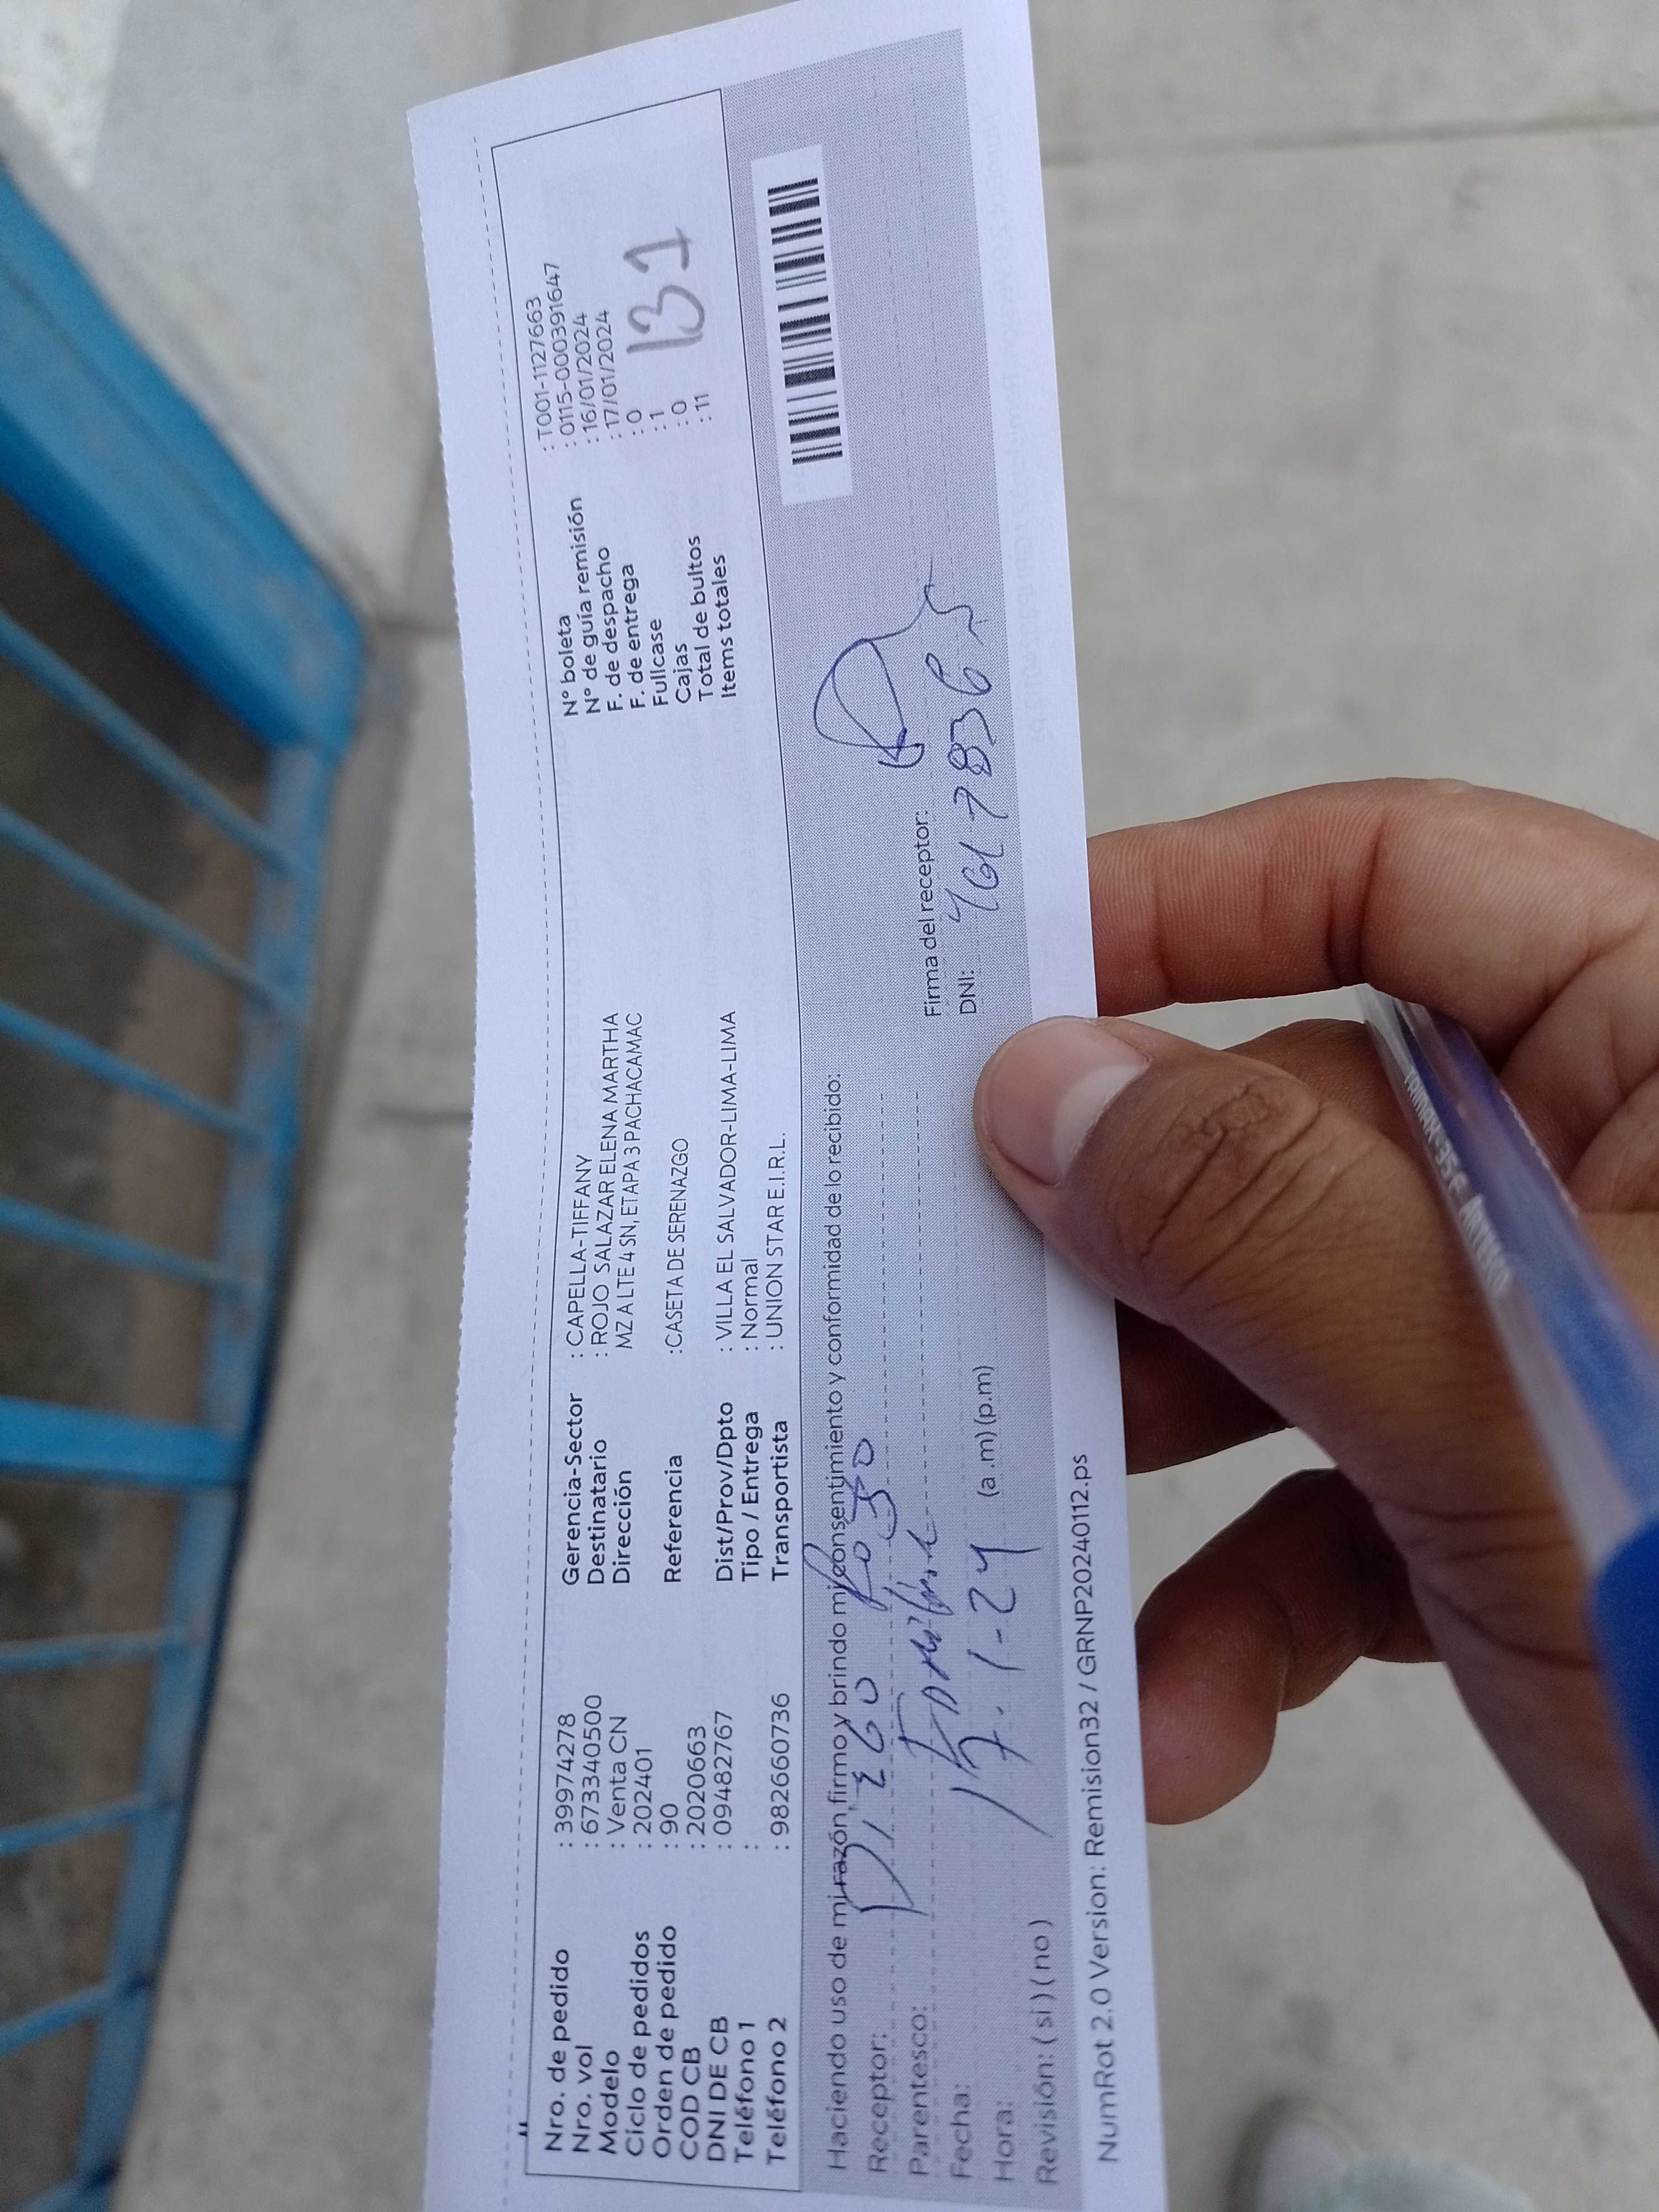 Nro. de pedido : 39974278
Nro. vol : 673340500
Modelo : Venta CN
Ciclo de pedidos : 202401
Orden de pedido : 90
COD CB : 2020663
DNI DE CB : 09482767
Teléfono 1 :
Teléfono 2 : 982660736
Gerencia-Sector : CAPELLA-TIFFANY
Destinatario : ROJO SALAZAR ELENA MARTHA
Dirección MZ A LTE 4 SN, ETAPA 3 PACHACAMAC
Referencia : CASETA DE SERENAZGO
Dist/Prov/Dpto : VILLA EL SALVADOR-LIMA-LIMA
Tipo / Entrega : Normal
Transportista : UNION STAR E.I.R.L.
N° boleta : T001-1127663
N° de guía remisión : 0115-000391647
F. de despacho : 16/01/2024
F. de entrega : 17/01/2024
Fullcase : 0
Cajas : 1
Total de bultos : 0
Items totales : 11
131
Haciendo uso de mi razón firmo y brindo mi consentimiento y conformidad de lo recibido:
Receptor: Diego Rojo
Parentesco: Familiar
Fecha: 17-1-24
Hora: (a.m) (p.m)
Revisión: ( si ) ( no )
Firma del receptor:
DNI:
NumRot 2.0 Version: Remision32 / GRNP20240112.ps